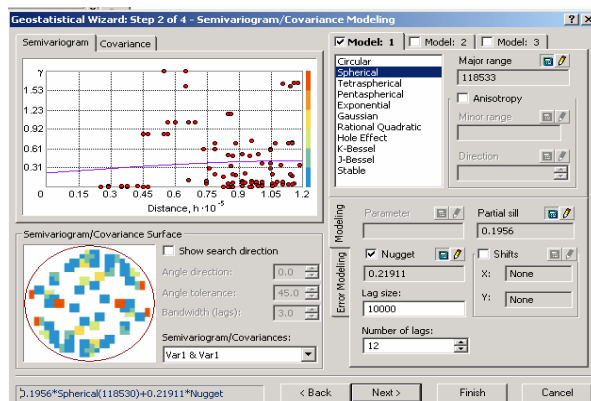 Geostatistical Wizard: Step 2 of 4 - Semivariogram/Covariance Modeling
Semivariogram
Covariance
γ
1.53
1.23
0.92
0.61
0.31
0 0.15 0.3 0.45 0.6 0.75 0.9 1.05 1.2
Distance, h·10⁻⁵
Semivariogram/Covariance Surface
Show search direction
Angle direction: 0.0
Angle tolerance: 45.0
Bandwidth (lags): 3.0
Semivariogram/Covariances:
Var1 & Var1
Model: 1
Model: 2
Model: 3
Circular
Spherical
Tetraspherical
Pentaspherical
Exponential
Gaussian
Rational Quadratic
Hole Effect
K-Bessel
J-Bessel
Stable
Major range
118533
Anisotropy
Minor range
Direction
Modeling
Error Modeling
Parameter
Partial sill
0.1956
Nugget
0.21911
Shifts
X: None
Y: None
Lag size:
10000
Number of lags:
12
0.1956*Spherical(118530)+0.21911*Nugget
< Back
Next >
Finish
Cancel